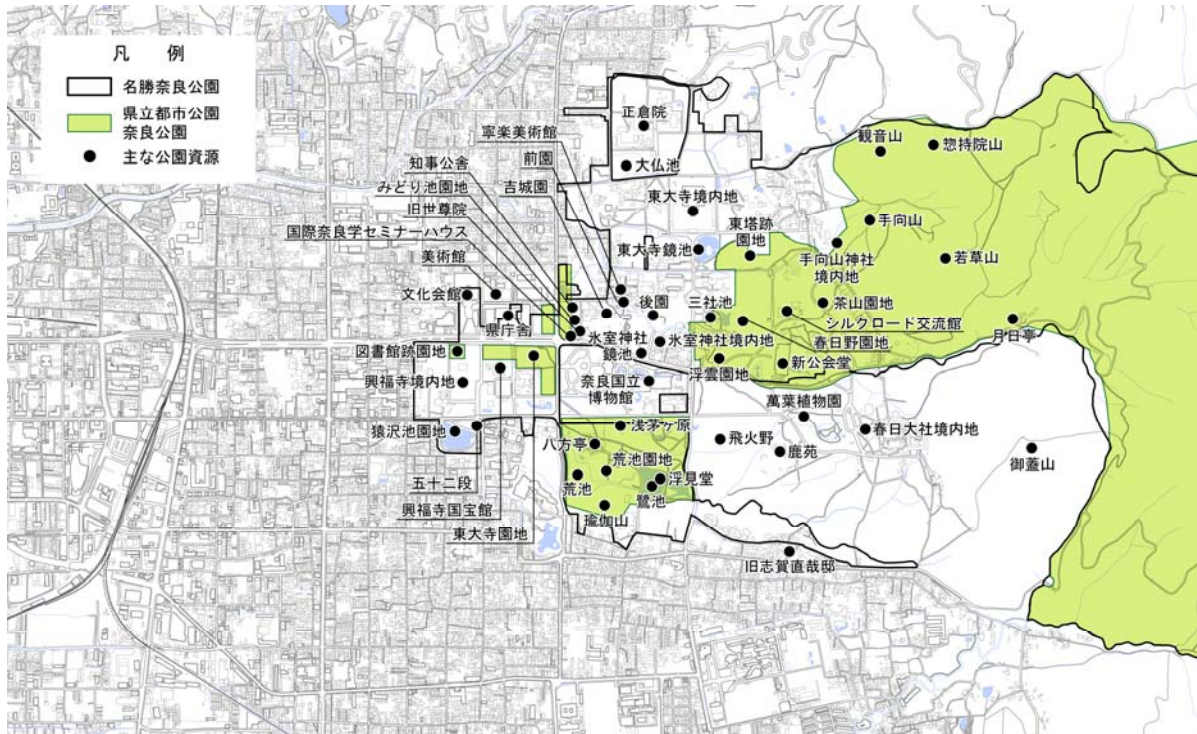 凡 例
名勝奈良公園
県立都市公園
奈良公園
主な公園資源
正倉院
寧楽美術館
前園
大仏池
知事公舎
みどり池園地
吉城園
旧世尊院
国際奈良学セミナーハウス
美術館
文化会館
県庁舎
観音山
惣持院山
東大寺境内地
東塔跡
園地
手向山
東大寺鏡池
手向山神社
境内地
若草山
後園
三社池
茶山園地
シルクロード交流館
春日野園地
月日亭
氷室神社
鏡池
氷室神社境内地
浮雲園地
新公会堂
図書館跡園地
興福寺境内地
奈良国立
博物館
萬葉植物園
猿沢池園地
浅茅ヶ原
飛火野
春日大社境内地
八方亭
鹿苑
御蓋山
荒池園地
浮見堂
五十二段
荒池
鷺池
興福寺国宝館
瑜伽山
東大寺園地
旧志賀直哉邸